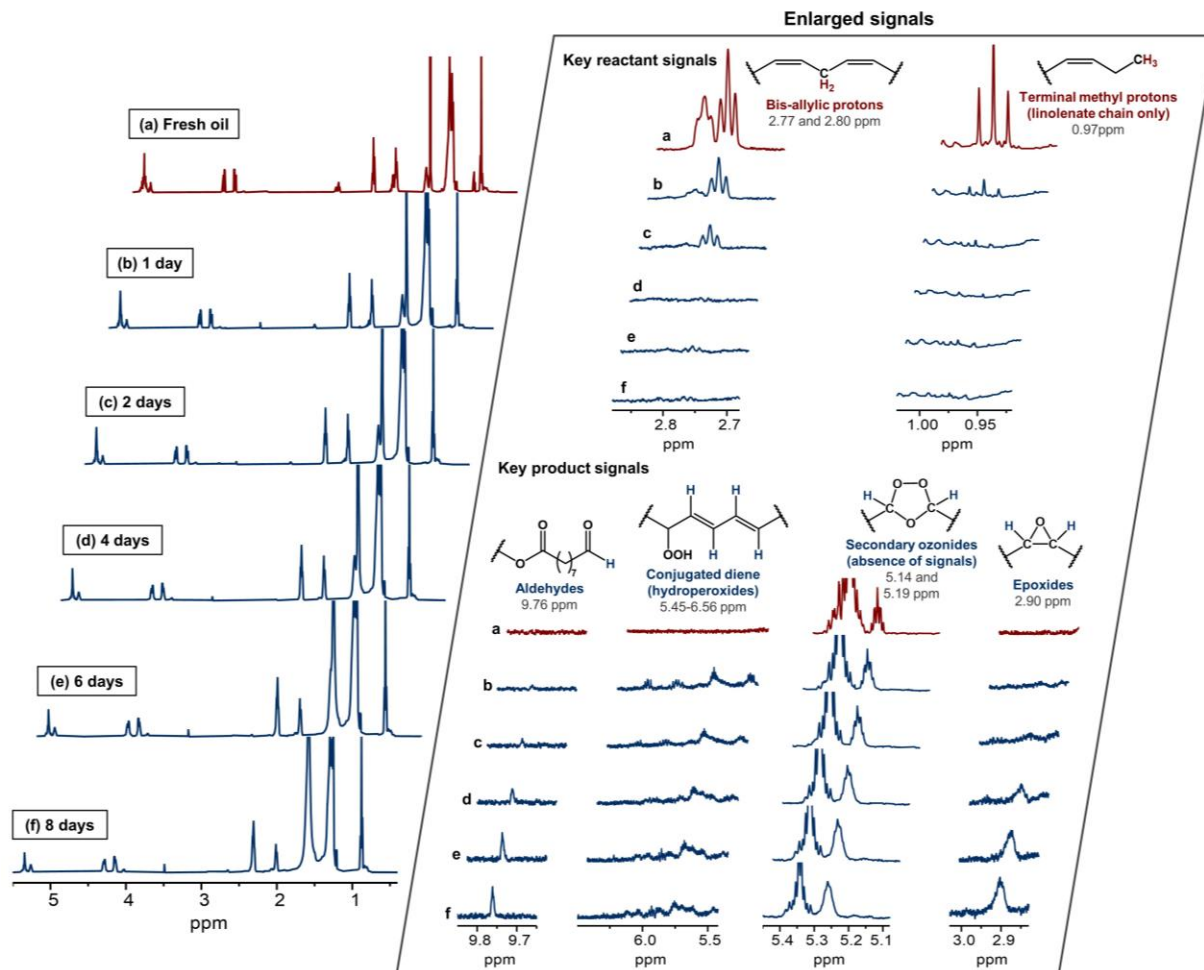 Enlarged signals
Key reactant signals
H₂
Bis-allylic protons
2.77 and 2.80 ppm
CH₃
Terminal methyl protons
(linolenate chain only)
0.97ppm
(a) Fresh oil
(b) 1 day
(c) 2 days
(d) 4 days
(e) 6 days
(f) 8 days
5 4 3 2 1
ppm
a
b
c
d
e
f
2.8 2.7
ppm
1.00 0.95
ppm
Key product signals
O O
O ( )₇ H
Aldehydes
9.76 ppm
H H
OOH H H
Conjugated diene
(hydroperoxides)
5.45-6.56 ppm
O O
H C C H
O
Secondary ozonides
(absence of signals)
5.14 and
5.19 ppm
H O H
C C
Epoxides
2.90 ppm
a
b
c
d
e
f
9.8 9.7
ppm
6.0 5.5
ppm
5.4 5.3 5.2 5.1
ppm
3.0 2.9
ppm